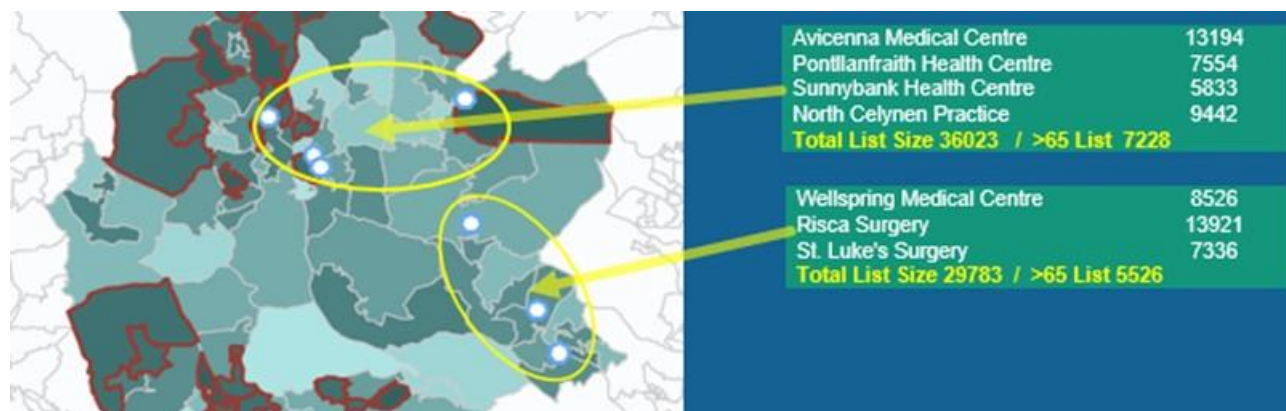 Avicenna Medical Centre 13194
Pontllanfraith Health Centre 7554
Sunnybank Health Centre 5833
North Celynen Practice 9442
Total List Size 36023 / >65 List 7228
Wellspring Medical Centre 8526
Risca Surgery 13921
St. Luke's Surgery 7336
Total List Size 29783 / >65 List 5526